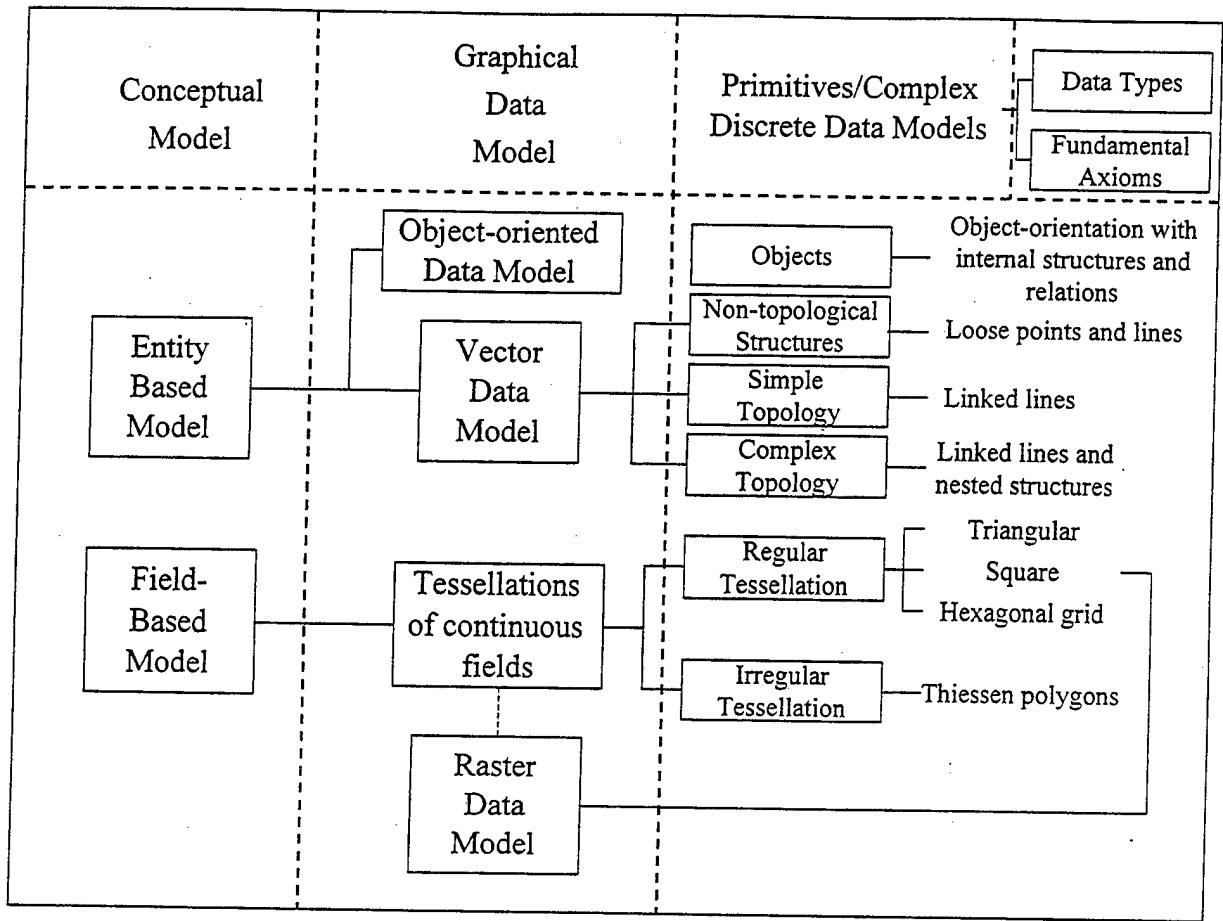 Conceptual
Model
Graphical
Data
Model
Primitives/Complex
Discrete Data Models
Data Types
Fundamental
Axioms
Object-oriented
Data Model
Objects
Object-orientation with
internal structures and
relations
Entity
Based
Model
Vector
Data
Model
Non-topological
Structures
Loose points and lines
Simple
Topology
Linked lines
Complex
Topology
Linked lines and
nested structures
Field-
Based
Model
Tessellations
of continuous
fields
Regular
Tessellation
Triangular
Square
Hexagonal grid
Irregular
Tessellation
Thiessen polygons
Raster
Data
Model